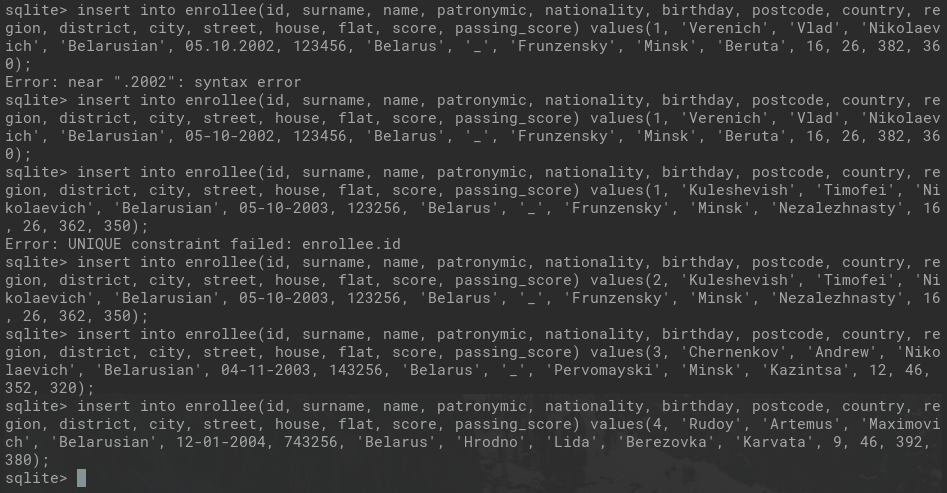 sqlite> insert into enrollee(id, surname, name, patronymic, nationality, birthday, postcode, country, re
gion, district, city, street, house, flat, score, passing_score) values(1, 'Verenich', 'Vlad', 'Nikolaev
ich', 'Belarusian', 05.10.2002, 123456, 'Belarus', '_', 'Frunzensky', 'Minsk', 'Beruta', 16, 26, 382, 36
0);
Error: near ".2002": syntax error
sqlite> insert into enrollee(id, surname, name, patronymic, nationality, birthday, postcode, country, re
gion, district, city, street, house, flat, score, passing_score) values(1, 'Verenich', 'Vlad', 'Nikolaev
ich', 'Belarusian', 05-10-2002, 123456, 'Belarus', '_', 'Frunzensky', 'Minsk', 'Beruta', 16, 26, 382, 36
0);
sqlite> insert into enrollee(id, surname, name, patronymic, nationality, birthday, postcode, country, re
gion, district, city, street, house, flat, score, passing_score) values(1, 'Kuleshevish', 'Timofei', 'Ni
kolaevich', 'Belarusian', 05-10-2003, 123256, 'Belarus', '_', 'Frunzensky', 'Minsk', 'Nezalezhnasty', 16
, 26, 362, 350);
Error: UNIQUE constraint failed: enrollee.id
sqlite> insert into enrollee(id, surname, name, patronymic, nationality, birthday, postcode, country, re
gion, district, city, street, house, flat, score, passing_score) values(2, 'Kuleshevish', 'Timofei', 'Ni
kolaevich', 'Belarusian', 05-10-2003, 123256, 'Belarus', '_', 'Frunzensky', 'Minsk', 'Nezalezhnasty', 16
, 26, 362, 350);
sqlite> insert into enrollee(id, surname, name, patronymic, nationality, birthday, postcode, country, re
gion, district, city, street, house, flat, score, passing_score) values(3, 'Chernenkov', 'Andrew', 'Niko
laevich', 'Belarusian', 04-11-2003, 143256, 'Belarus', '_', 'Pervomayski', 'Minsk', 'Kazintsa', 12, 46,
352, 320);
sqlite> insert into enrollee(id, surname, name, patronymic, nationality, birthday, postcode, country, re
gion, district, city, street, house, flat, score, passing_score) values(4, 'Rudoy', 'Artemus', 'Maximovi
ch', 'Belarusian', 12-01-2004, 743256, 'Belarus', 'Hrodno', 'Lida', 'Berezovka', 'Karvata', 9, 46, 392,
380);
sqlite>